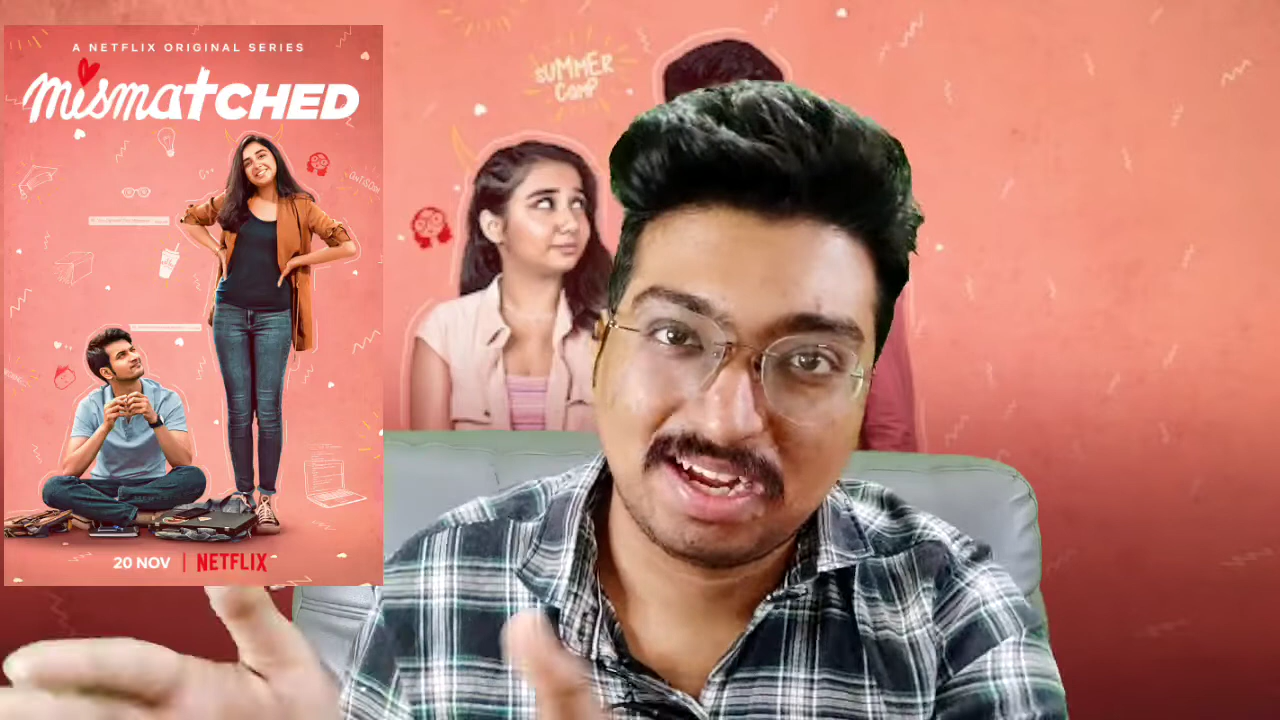 A NETFLIX ORIGINAL SERIES
mismatCHED
20 NOV | NETFLIX
SUMMER
CAMP